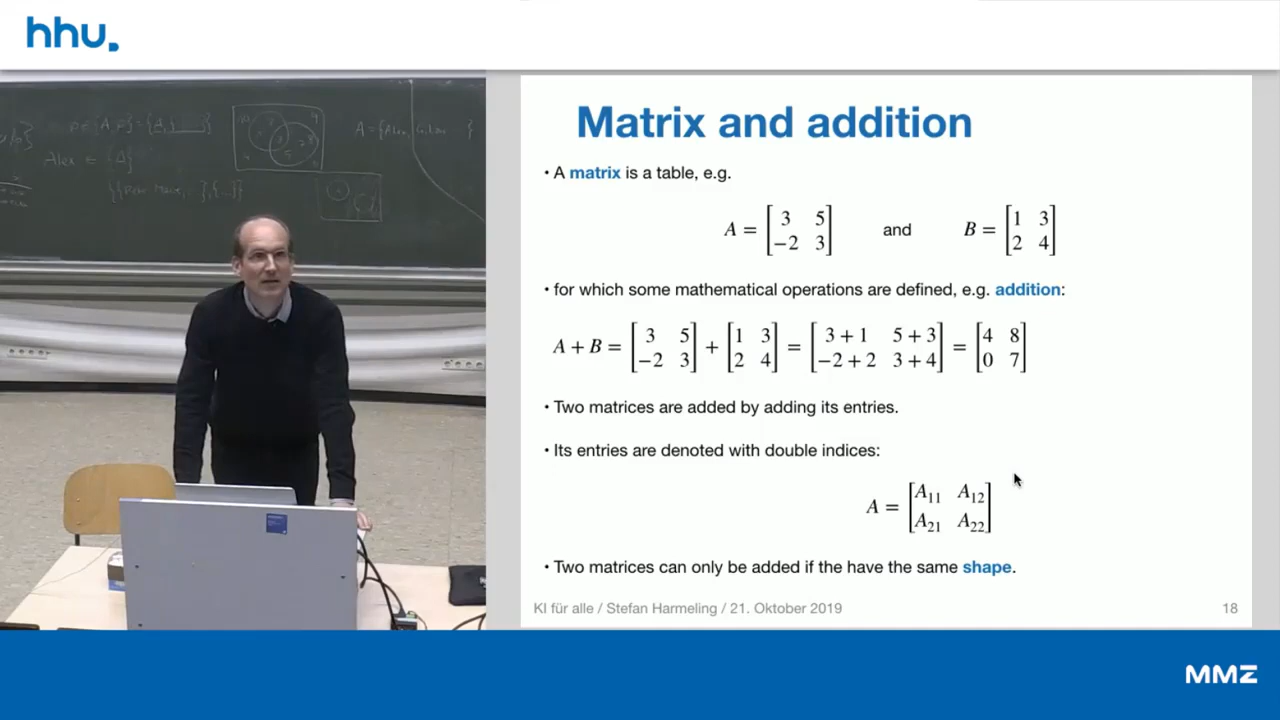 hhu.
Matrix and addition
• A matrix is a table, e.g.
A = [3 5; −2 3] and B = [1 3; 2 4]
• for which some mathematical operations are defined, e.g. addition:
A + B = [3 5; −2 3] + [1 3; 2 4] = [3 + 1 5 + 3; −2 + 2 3 + 4] = [4 8; 0 7]
• Two matrices are added by adding its entries.
• Its entries are denoted with double indices:
A = [A11 A12; A21 A22]
• Two matrices can only be added if the have the same shape.
KI für alle / Stefan Harmeling / 21. Oktober 2019
18
MMZ
Alex ∈